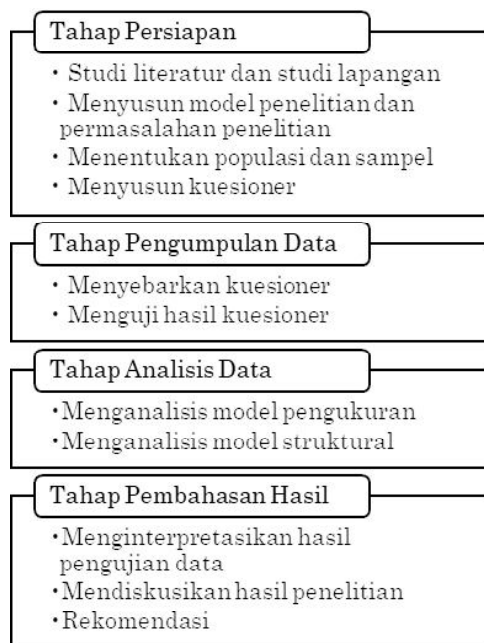 Tahap Persiapan
• Studi literatur dan studi lapangan
• Menyusun model penelitian dan
permasalahan penelitian
• Menentukan populasi dan sampel
• Menyusun kuesioner
Tahap Pengumpulan Data
• Menyebarkan kuesioner
• Menguji hasil kuesioner
Tahap Analisis Data
• Menganalisis model pengukuran
• Menganalisis model struktural
Tahap Pembahasan Hasil
• Menginterpretasikan hasil
pengujian data
• Mendiskusikan hasil penelitian
• Rekomendasi